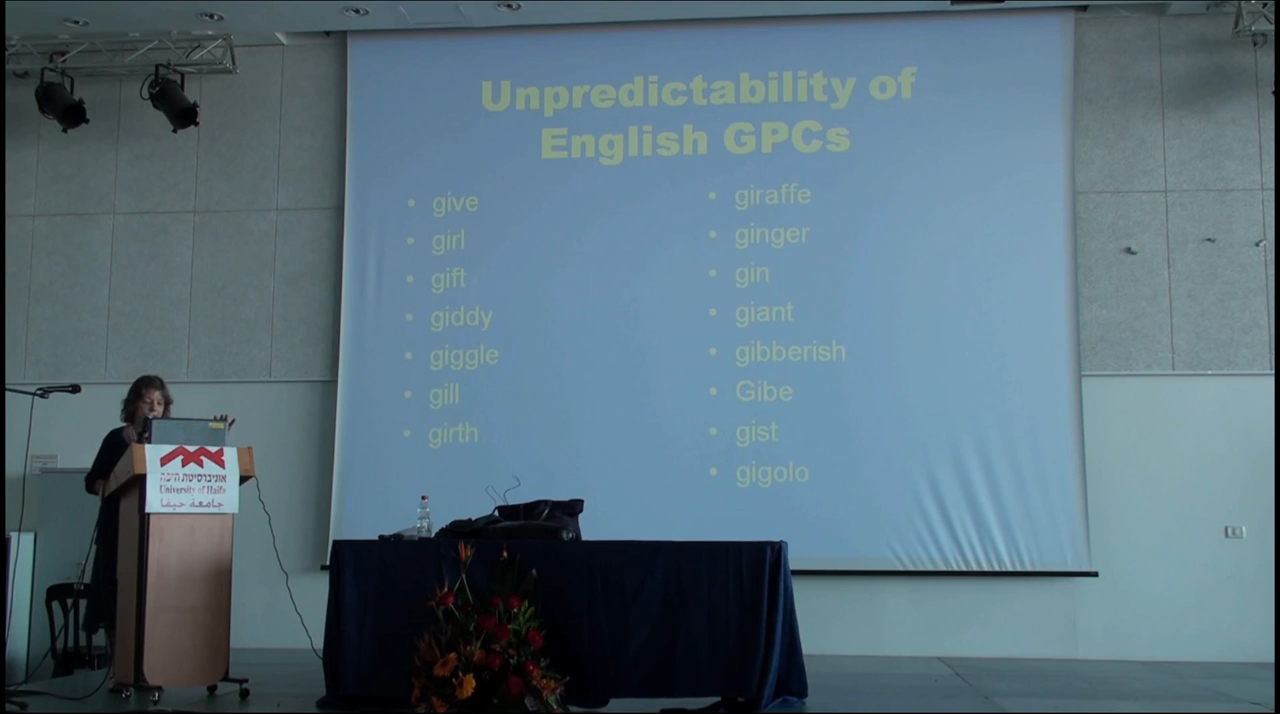 Unpredictability of
English GPCs
• give
• girl
• gift
• giddy
• giggle
• gill
• girth
• giraffe
• ginger
• gin
• giant
• gibberish
• Gibe
• gist
• gigolo
אוניברסיטת חיפה
University of Haifa
جامعة حيفا